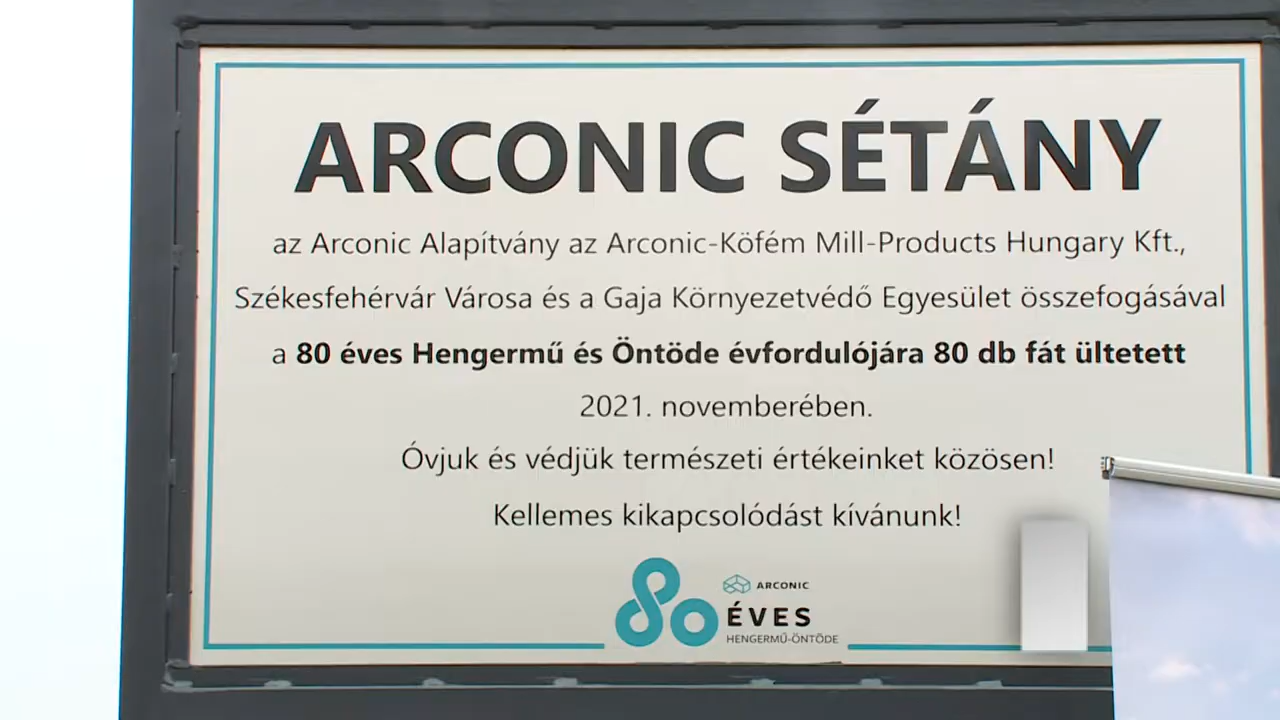 ARCONIC SÉTÁNY
az Arconic Alapítvány az Arconic-Köfém Mill-Products Hungary Kft.,
Székesfehérvár Városa és a Gaja Környezetvédő Egyesület összefogásával
a 80 éves Hengermű és Öntöde évfordulójára 80 db fát ültetett
2021. novemberében.
Óvjuk és védjük természeti értékeinket közösen!
Kellemes kikapcsolódást kívánunk!
ARCONIC
80 ÉVES
HENGERMŰ-ÖNTÖDE